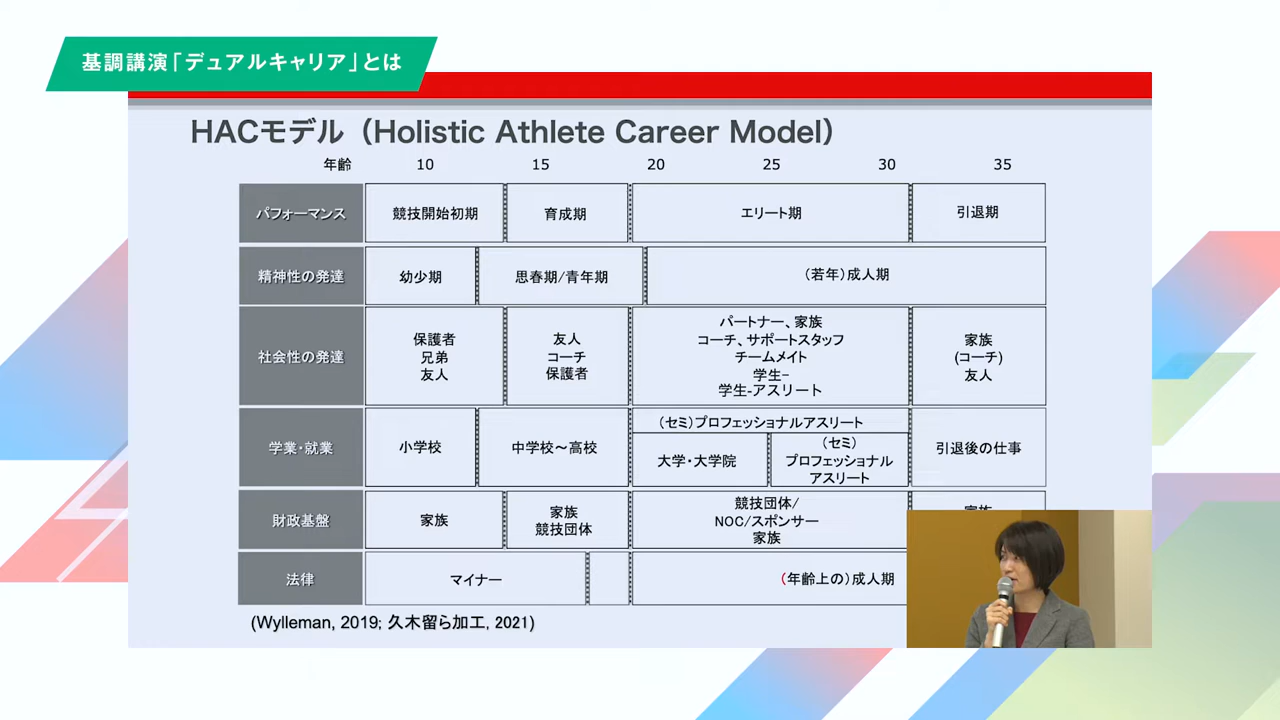 基調講演「デュアルキャリア」とは
HACモデル（Holistic Athlete Career Model）
年齢 10 15 20 25 30 35
パフォーマンス 競技開始初期 育成期 エリート期 引退期
精神性の発達 幼少期 思春期/青年期 （若年）成人期
社会性の発達
保護者
兄弟
友人
友人
コーチ
保護者
パートナー、家族
コーチ、サポートスタッフ
チームメイト
学生-
学生-アスリート
家族
(コーチ)
友人
学業・就業 小学校 中学校～高校
（セミ）プロフェッショナルアスリート
大学・大学院
（セミ）
プロフェッショナル
アスリート
引退後の仕事
財政基盤 家族
家族
競技団体
競技団体/
NOC/スポンサー
家族
法律 マイナー （年齢上の）成人期
(Wylleman, 2019; 久木留ら加工, 2021)